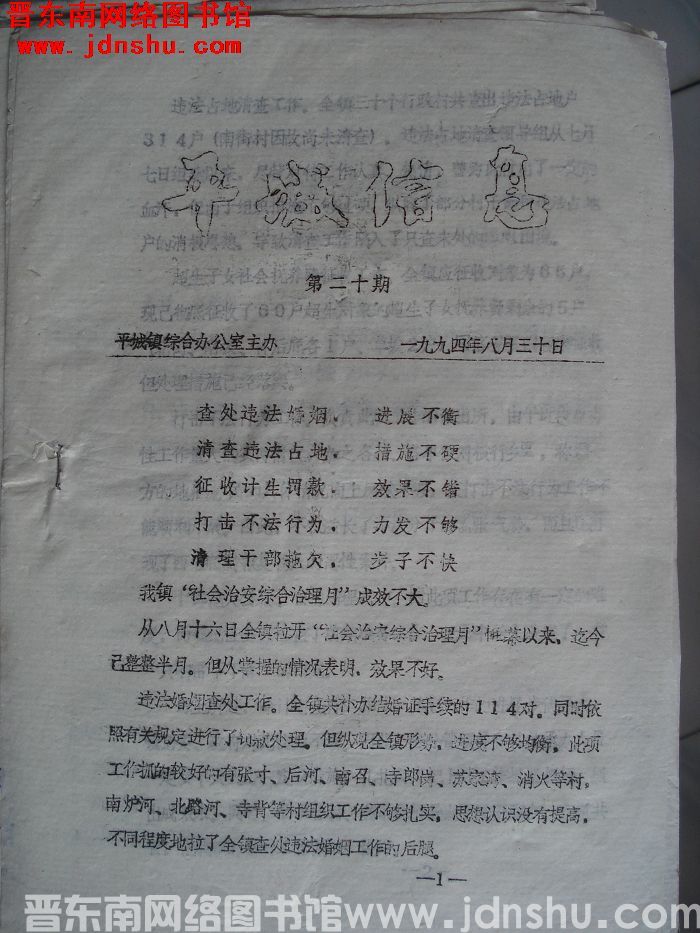 晋东南网络图书馆
www.jdnshu.com
平城信息
第二十期
平城镇综合办公室主办 一九九四年八月三十日
查处违法婚姻，进展不衡
清查违法占地，措施不硬
征收计生罚款，效果不错
打击不法行为，力发不够
清理干部拖欠，步子不快
我镇“社会治安综合治理月”成效不大。
从八月十六日全镇拉开“社会治安综合治理月”帷幕以来，迄今
已整整半月。但从掌握的情况表明，效果不好。
违法婚姻查处工作。全镇共补办结婚证手续的114对。同时依
照有关规定进行了罚款处理。但纵观全镇形势，进度不够均衡，此项
工作抓的较好的有张寸、后河、南召、寺郎岗、苏家湾、消火等村，
南炉河、北路河、寺背等村组织工作不够扎实，思想认识没有提高，
不同程度地拉了全镇查处违法婚姻工作的后腿。
—1—
晋东南网络图书馆 www.jdnshu.com